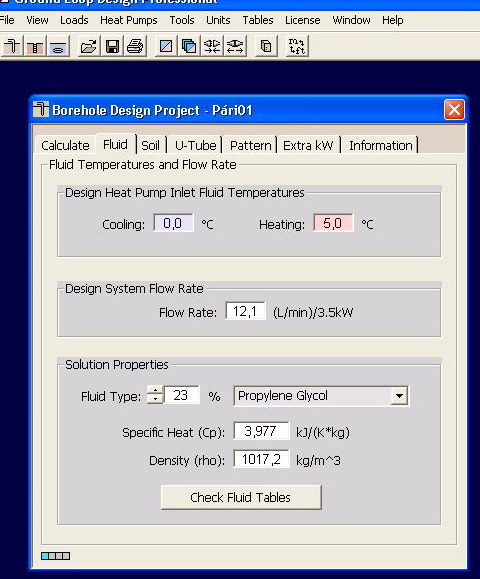 Ground Loop Design Professional
File View Loads Heat Pumps Tools Units Tables License Window Help
Borehole Design Project - Pári01
Calculate Fluid Soil U-Tube Pattern Extra kW Information
Fluid Temperatures and Flow Rate
Design Heat Pump Inlet Fluid Temperatures
Cooling: 0,0 °C Heating: 5,0 °C
Design System Flow Rate
Flow Rate: 12,1 (L/min)/3.5kW
Solution Properties
Fluid Type: 23 % Propylene Glycol
Specific Heat (Cp): 3,977 kJ/(K*kg)
Density (rho): 1017,2 kg/m^3
Check Fluid Tables